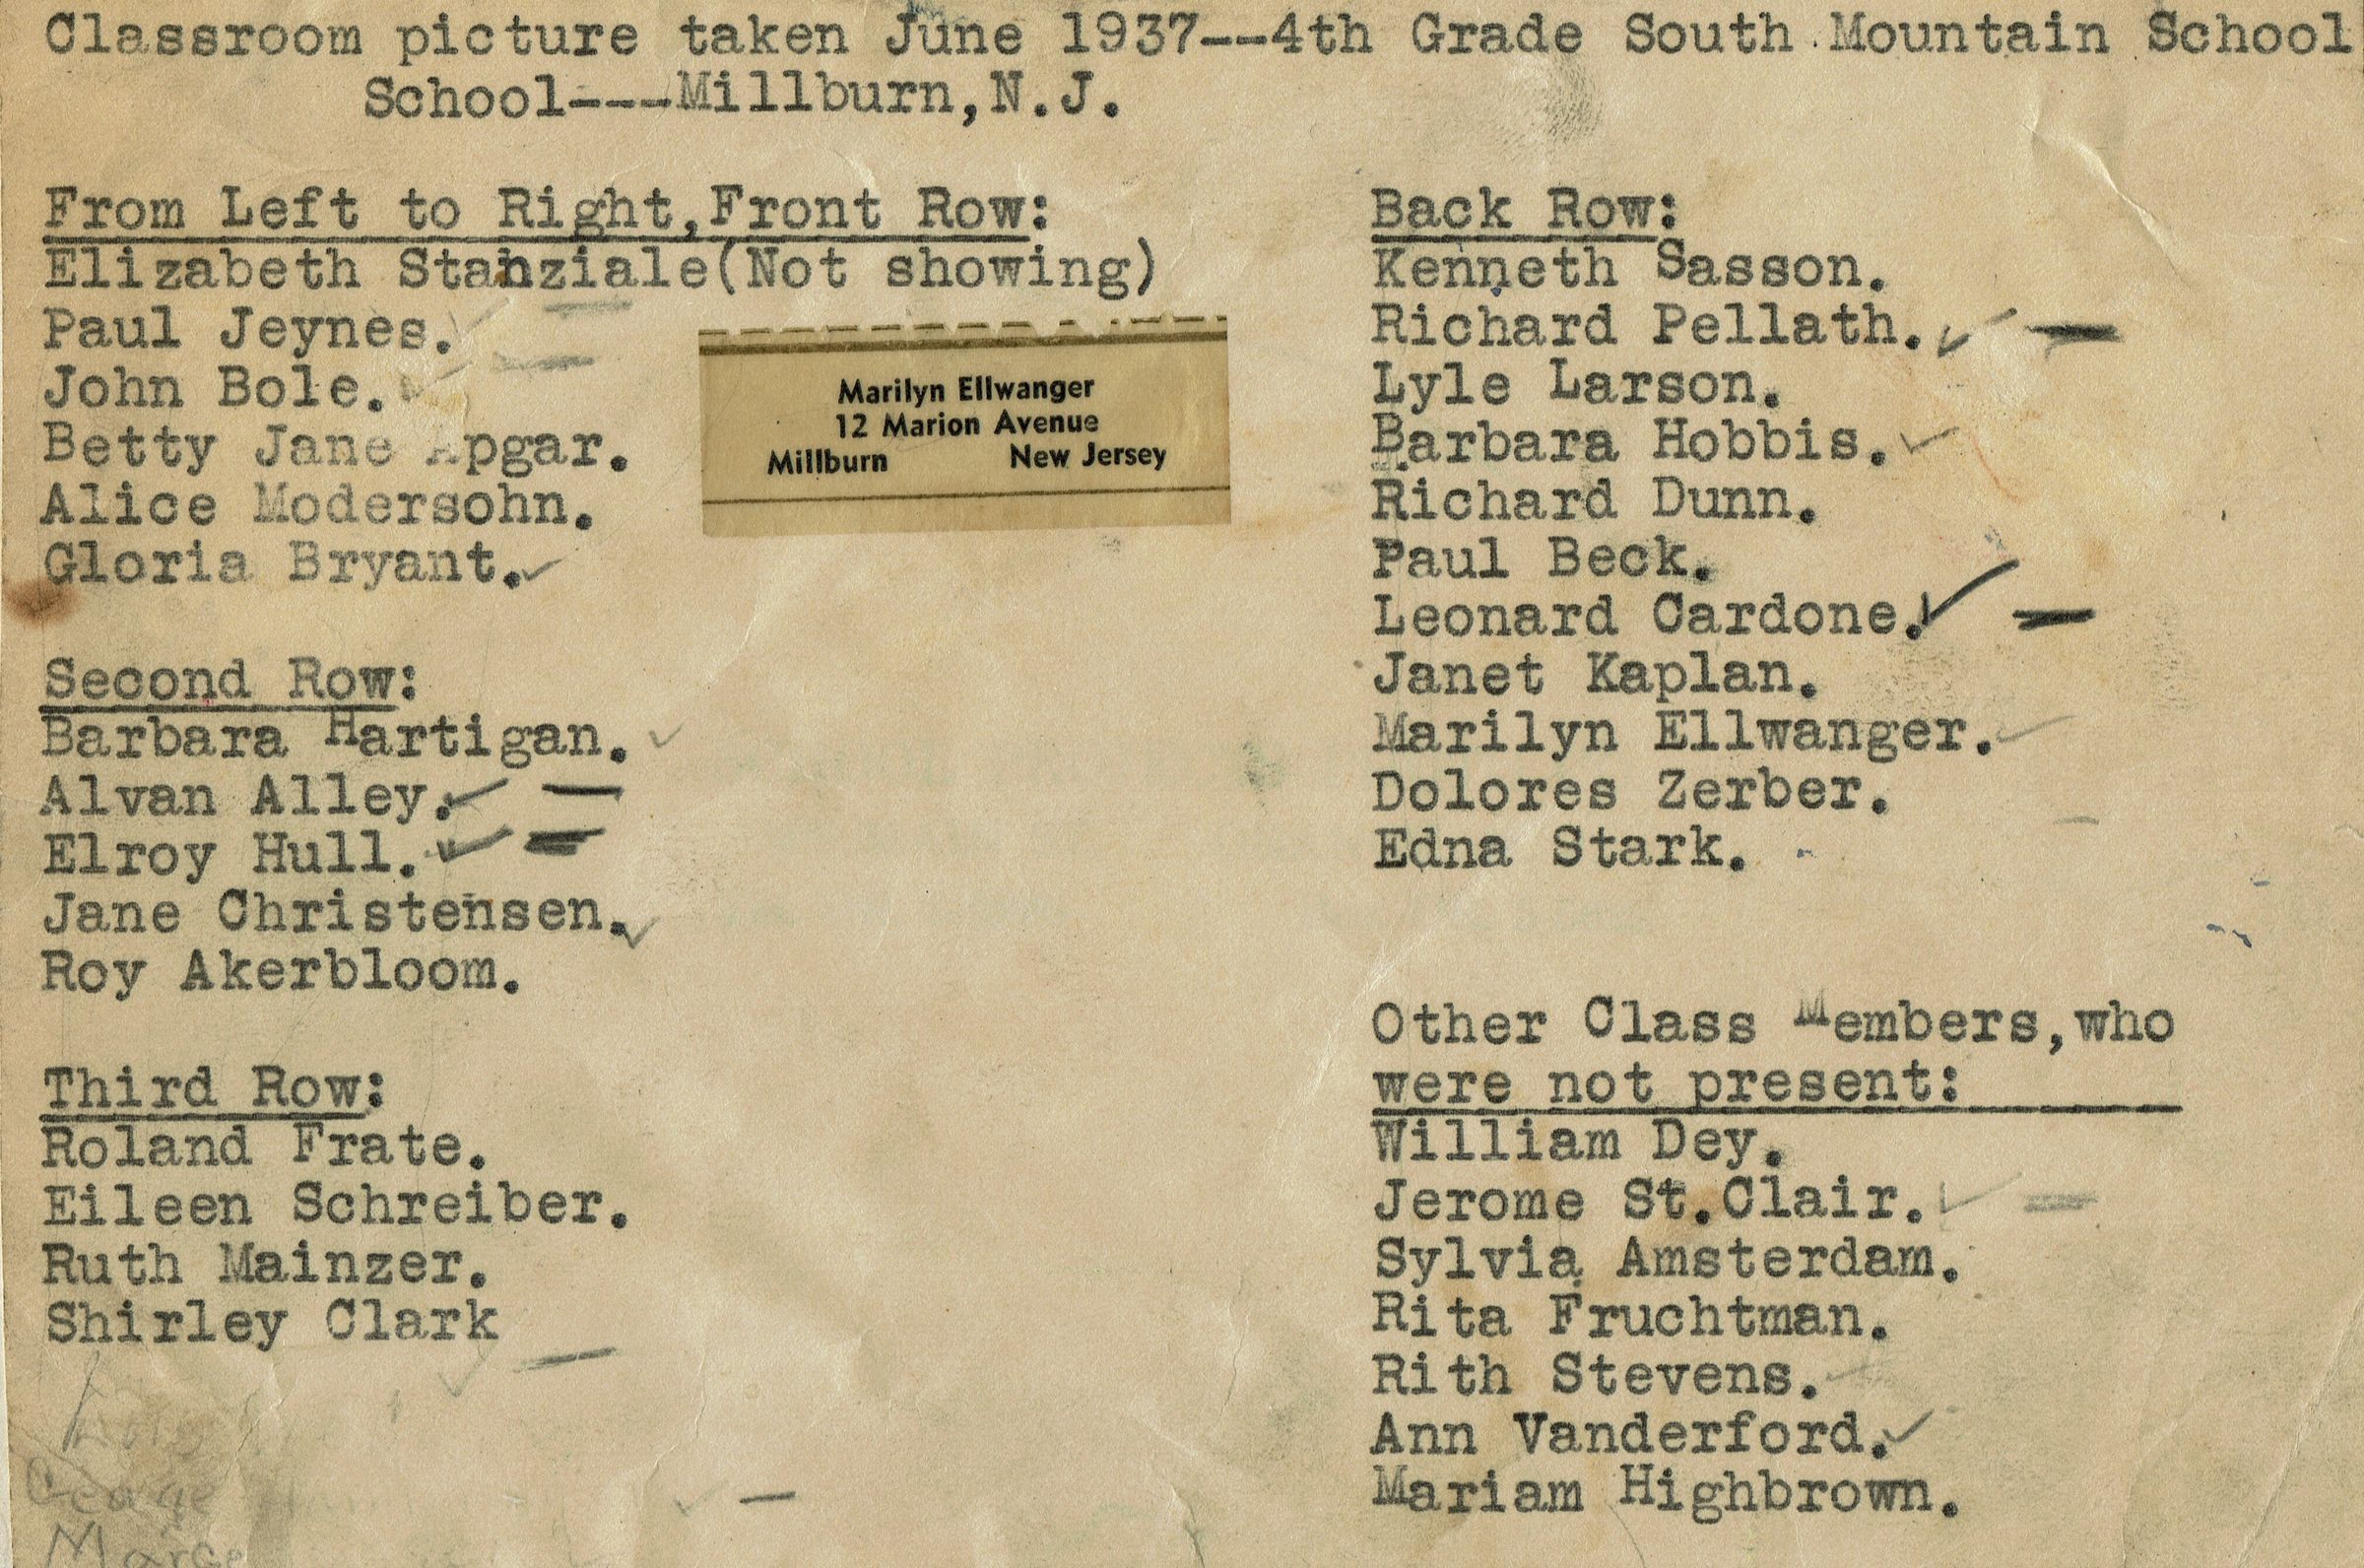 Classroom picture taken June 1937--4th Grade South Mountain School
School---Millburn,N.J.
From Left to Right,Front Row:
Elizabeth Stanziale(Not showing)
Paul Jeynes.
John Bole.
Betty Jane Apgar.
Alice Modersohn.
Gloria Bryant.
Marilyn Ellwanger
12 Marion Avenue
Millburn New Jersey
Second Row:
Barbara Hartigan.
Alvan Alley.
Elroy Hull.
Jane Christensen.
Roy Akerbloom.
Third Row:
Roland Frate.
Eileen Schreiber.
Ruth Mainzer.
Shirley Clark
Back Row:
Kenneth Sasson.
Richard Pellath.
Lyle Larson.
Barbara Hobbis.
Richard Dunn.
Paul Beck.
Leonard Cardone.
Janet Kaplan.
Marilyn Ellwanger.
Dolores Zerber.
Edna Stark.
Other Class Members,who
were not present:
William Dey.
Jerome St.Clair.
Sylvia Amsterdam.
Rita Fruchtman.
Rith Stevens.
Ann Vanderford.
Mariam Highbrown.